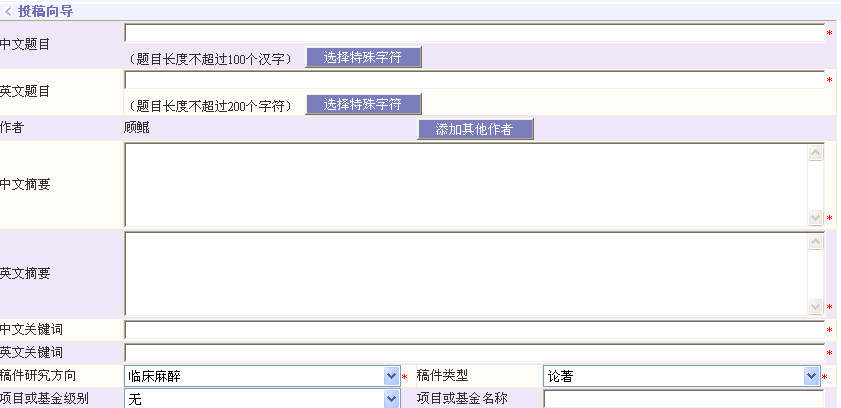 投稿向导
中文题目 *
（题目长度不超过100个汉字） 选择特殊字符
英文题目 *
（题目长度不超过200个字符） 选择特殊字符
作者 顾鲲 添加其他作者
中文摘要 *
英文摘要 *
中文关键词 *
英文关键词 *
稿件研究方向 临床麻醉 * 稿件类型 论著 *
项目或基金级别 无 项目或基金名称